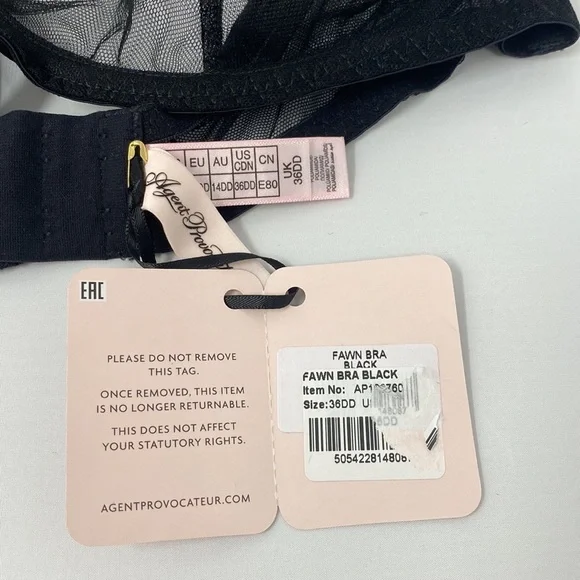 EU AU US CDN CN UK
DD 14DD 36DD E80 36DD
Agent Provoca
EAC
PLEASE DO NOT REMOVE
THIS TAG.
ONCE REMOVED, THIS ITEM
IS NO LONGER RETURNABLE.
THIS DOES NOT AFFECT
YOUR STATUTORY RIGHTS.
AGENTPROVOCATEUR.COM
FAWN BRA
BLACK
FAWN BRA BLACK
Item No:
Size:36DD